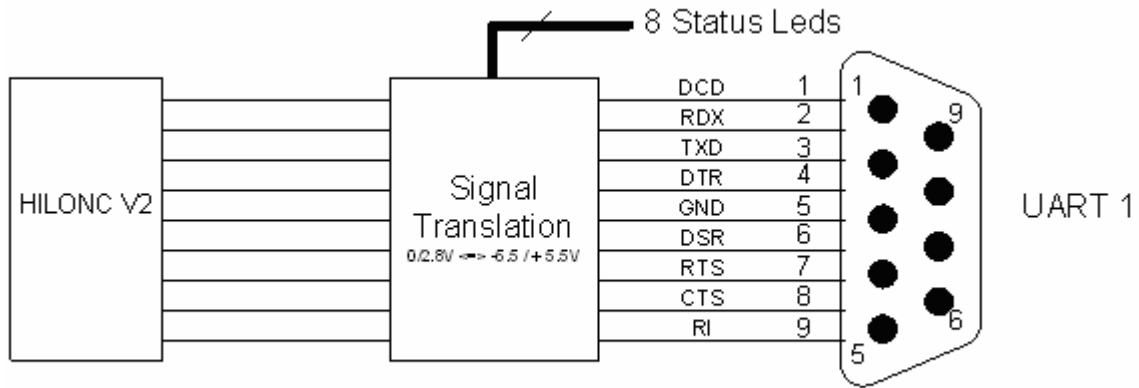 8 Status Leds
HILONC V2
Signal
Translation
0/2.8V <=> -5.5 / + 5.5V
DCD 1
RDX 2
TXD 3
DTR 4
GND 5
DSR 6
RTS 7
CTS 8
RI 9
1
9
6
5
UART 1